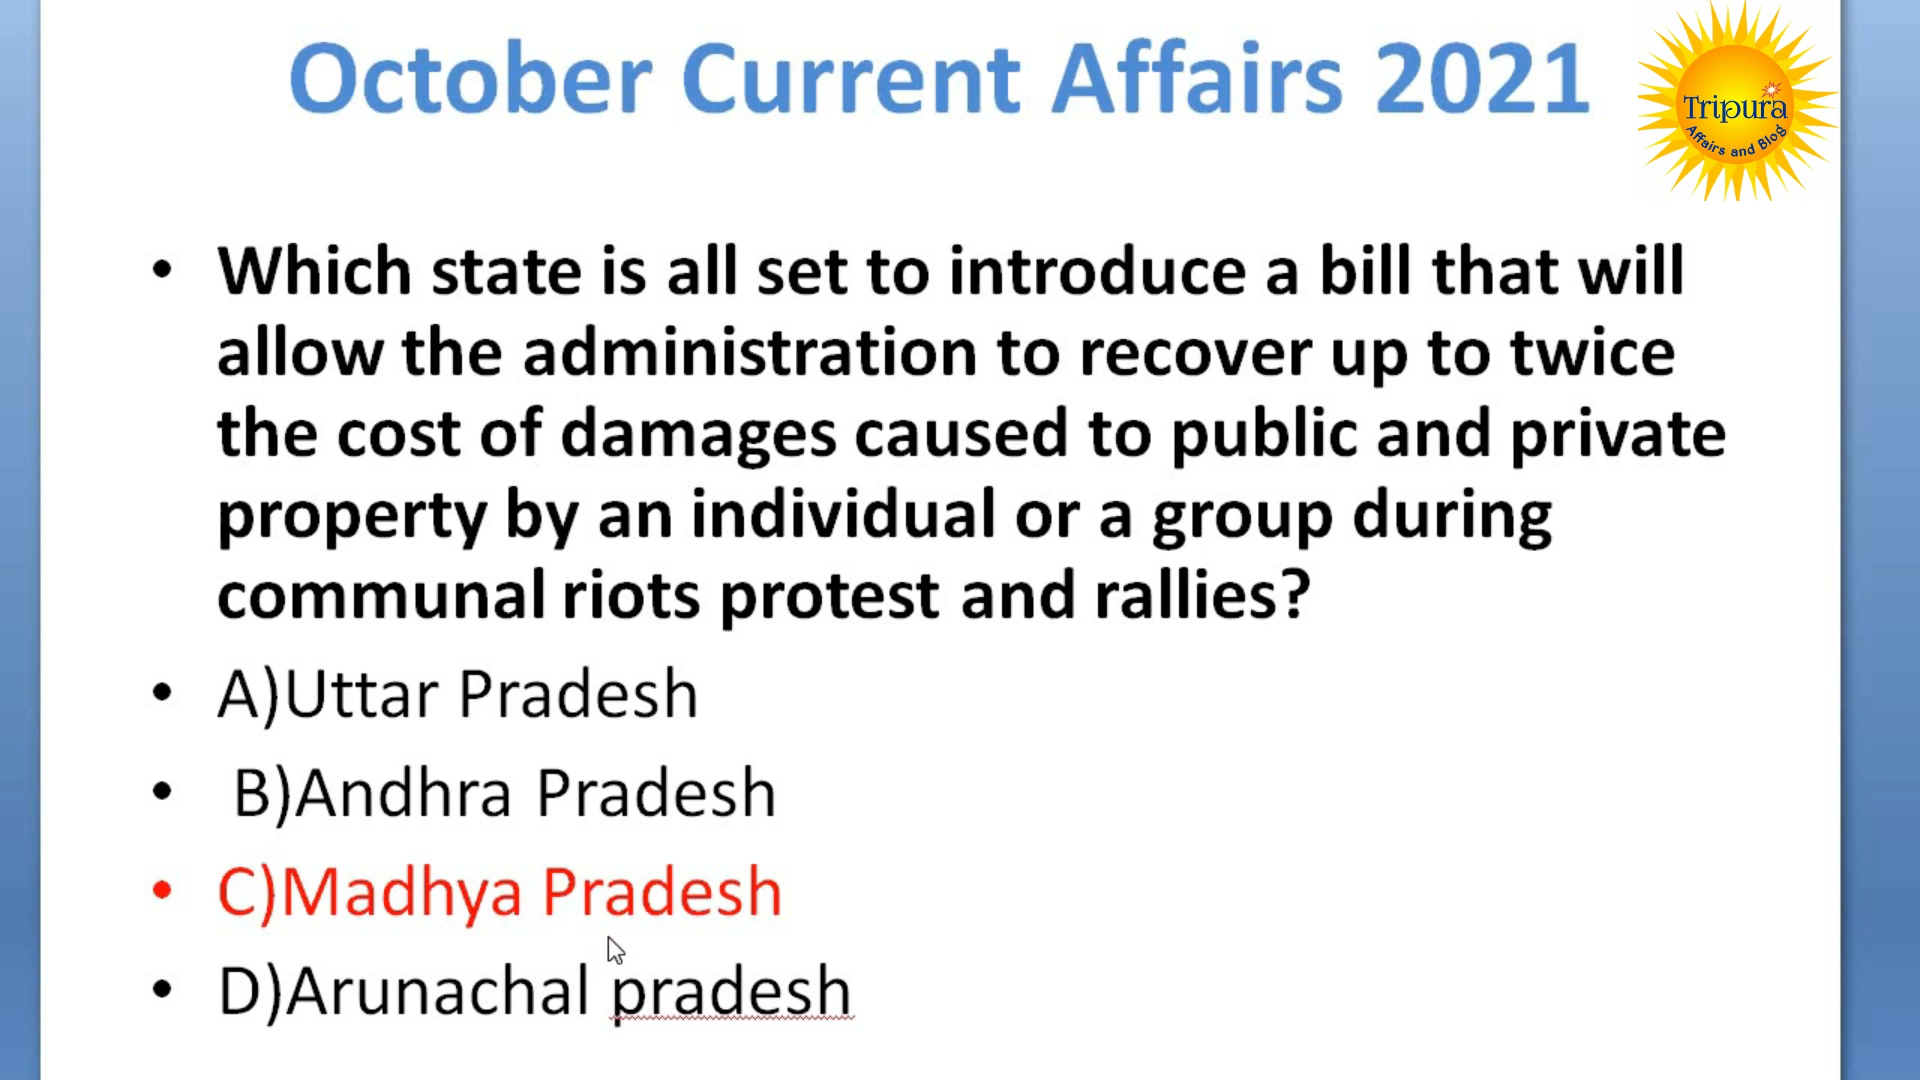 October Current Affairs 2021
Tripura
Affairs and Blog
• Which state is all set to introduce a bill that will
allow the administration to recover up to twice
the cost of damages caused to public and private
property by an individual or a group during
communal riots protest and rallies?
• A)Uttar Pradesh
• B)Andhra Pradesh
• C)Madhya Pradesh
• D)Arunachal pradesh